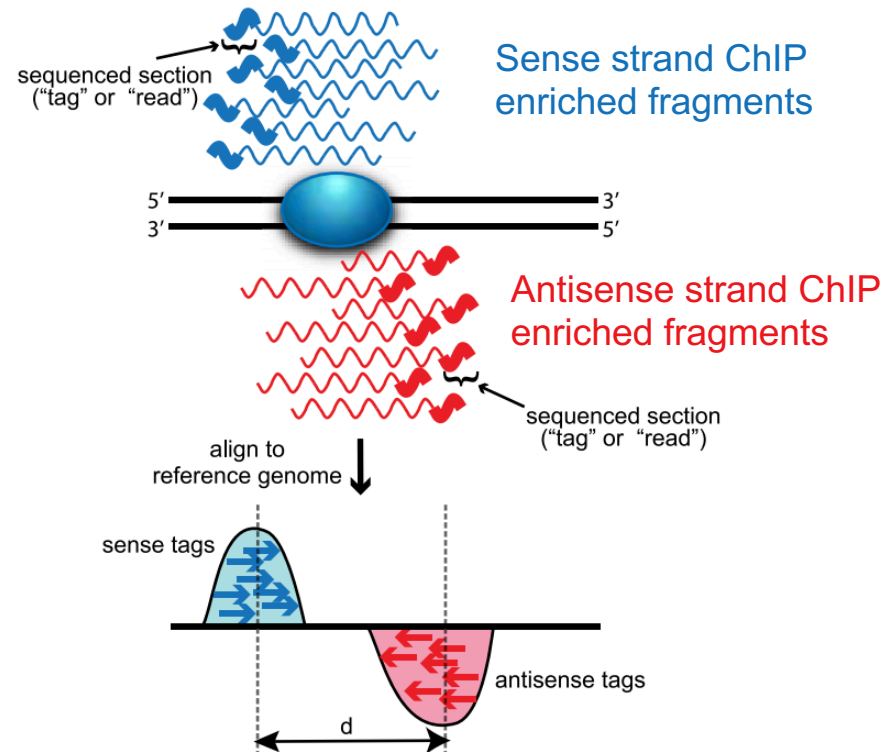 Sense strand ChIP
enriched fragments
sequenced section
(“tag” or “read”)
5′
3′
3′
5′
Antisense strand ChIP
enriched fragments
sequenced section
(“tag” or “read”)
align to
reference genome
sense tags
antisense tags
d